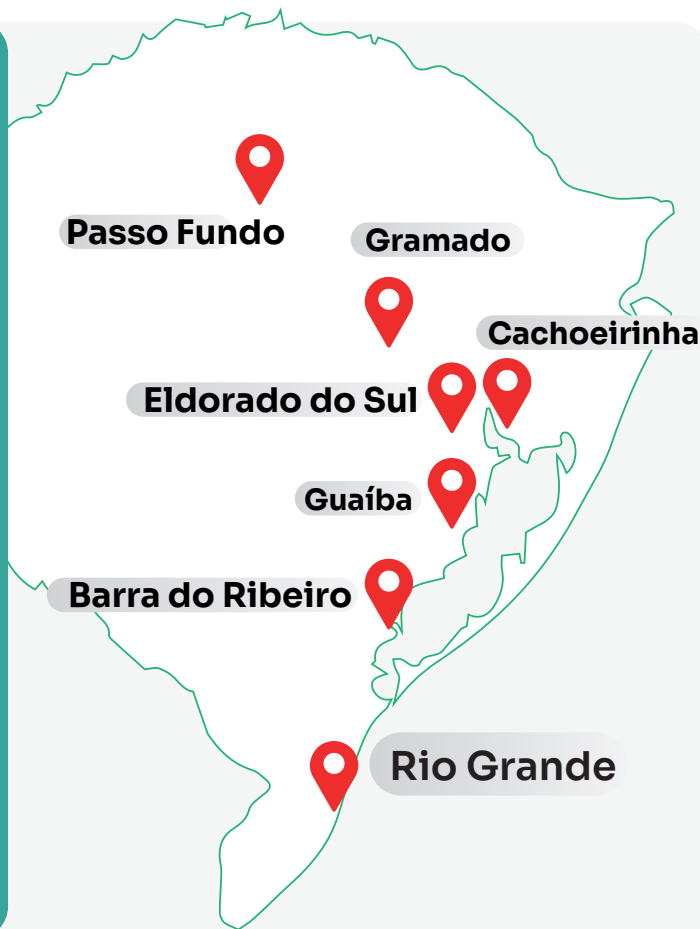 Passo Fundo
Gramado
Cachoeirinha
Eldorado do Sul
Guaíba
Barra do Ribeiro
Rio Grande